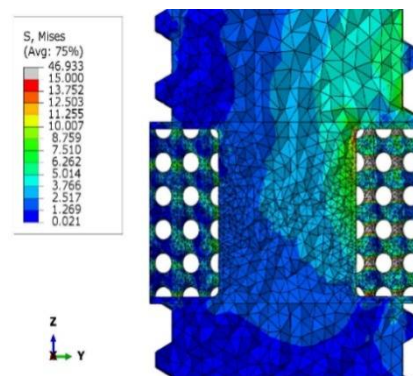 S, Mises
(Avg: 75%)
46.933
15.000
13.752
12.503
11.255
10.007
8.759
7.510
6.262
5.014
3.766
2.517
1.269
0.021
Z
X
Y